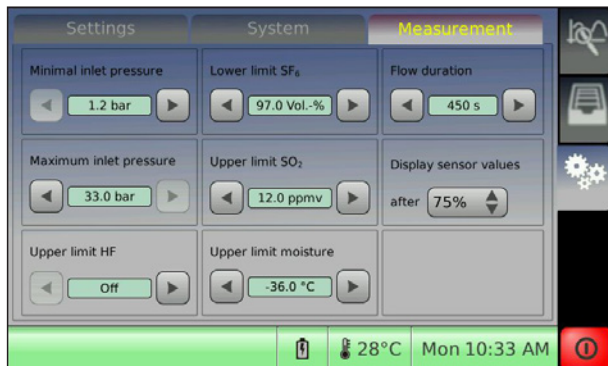 Settings System Measurement
Minimal inlet pressure Lower limit SF₆ Flow duration
1.2 bar 97.0 Vol.-% 450 s
Maximum inlet pressure Upper limit SO₂ Display sensor values
33.0 bar 12.0 ppmv after 75%
Upper limit HF Upper limit moisture
Off -36.0 °C
28°C Mon 10:33 AM